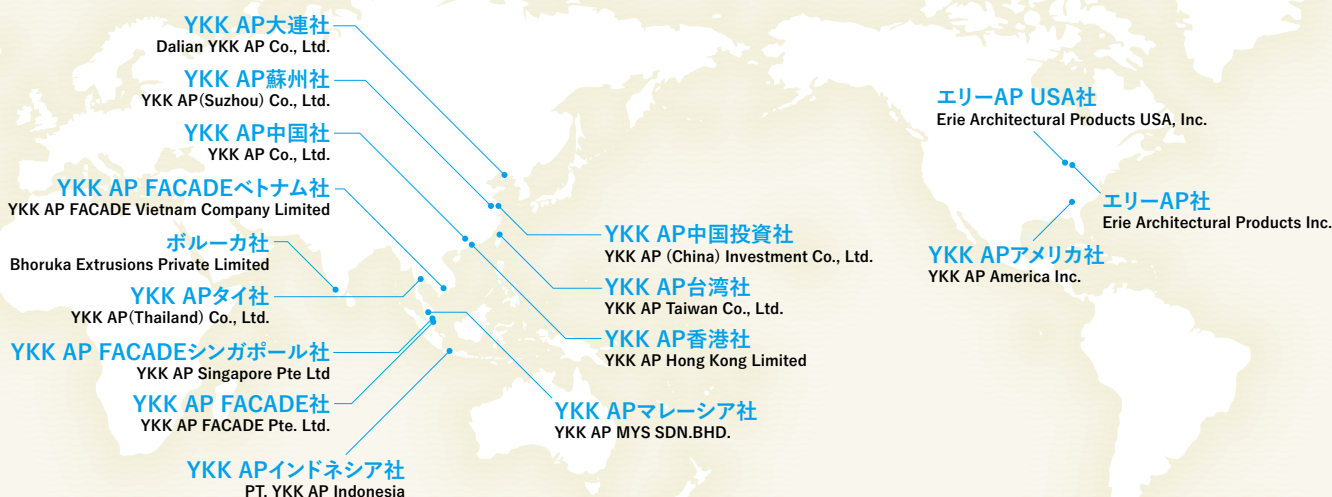 YKK AP大連社
Dalian YKK AP Co., Ltd.
YKK AP蘇州社
YKK AP(Suzhou) Co., Ltd.
YKK AP中国社
YKK AP Co., Ltd.
YKK AP FACADEベトナム社
YKK AP FACADE Vietnam Company Limited
ボルーカ社
Bhoruka Extrusions Private Limited
YKK APタイ社
YKK AP(Thailand) Co., Ltd.
YKK AP FACADEシンガポール社
YKK AP Singapore Pte Ltd
YKK AP FACADE社
YKK AP FACADE Pte. Ltd.
YKK APインドネシア社
PT. YKK AP Indonesia
YKK AP中国投資社
YKK AP (China) Investment Co., Ltd.
YKK AP台湾社
YKK AP Taiwan Co., Ltd.
YKK AP香港社
YKK AP Hong Kong Limited
YKK APマレーシア社
YKK AP MYS SDN.BHD.
エリーAP USA社
Erie Architectural Products USA, Inc.
エリーAP社
Erie Architectural Products Inc.
YKK APアメリカ社
YKK AP America Inc.